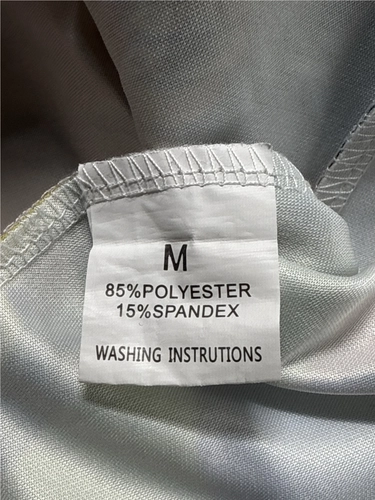 M
85%POLYESTER
15%SPANDEX
WASHING INSTRUTIONS